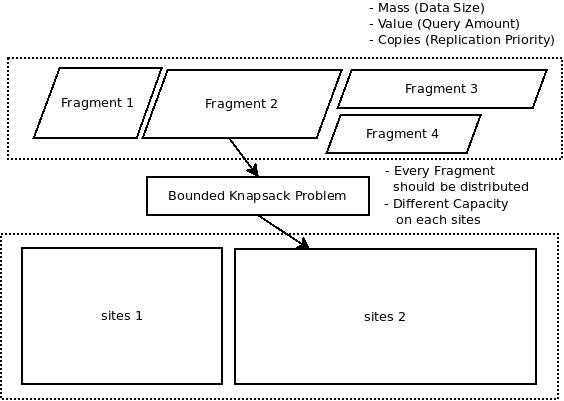 - Mass (Data Size)
- Value (Query Amount)
- Copies (Replication Priority)
Fragment 1
Fragment 2
Fragment 3
Fragment 4
- Every Fragment
should be distributed
- Different Capacity
on each sites
Bounded Knapsack Problem
sites 1
sites 2